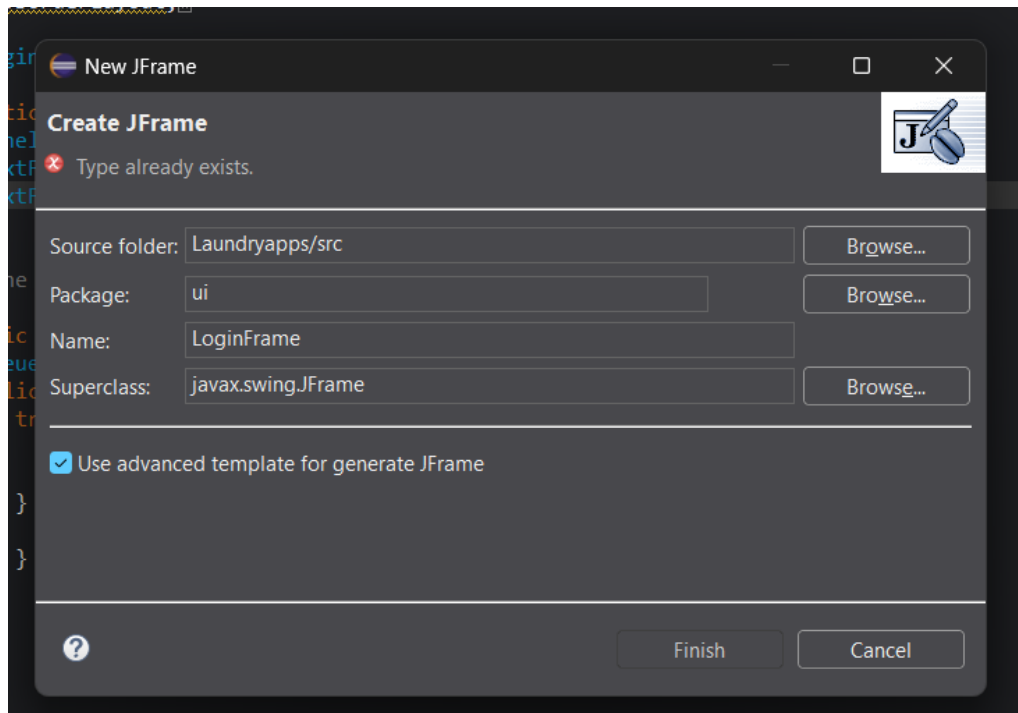 New JFrame
Create JFrame
Type already exists.
Source folder: Laundryapps/src Browse...
Package: ui Browse...
Name: LoginFrame
Superclass: javax.swing.JFrame Browse...
Use advanced template for generate JFrame
}
}
Finish Cancel